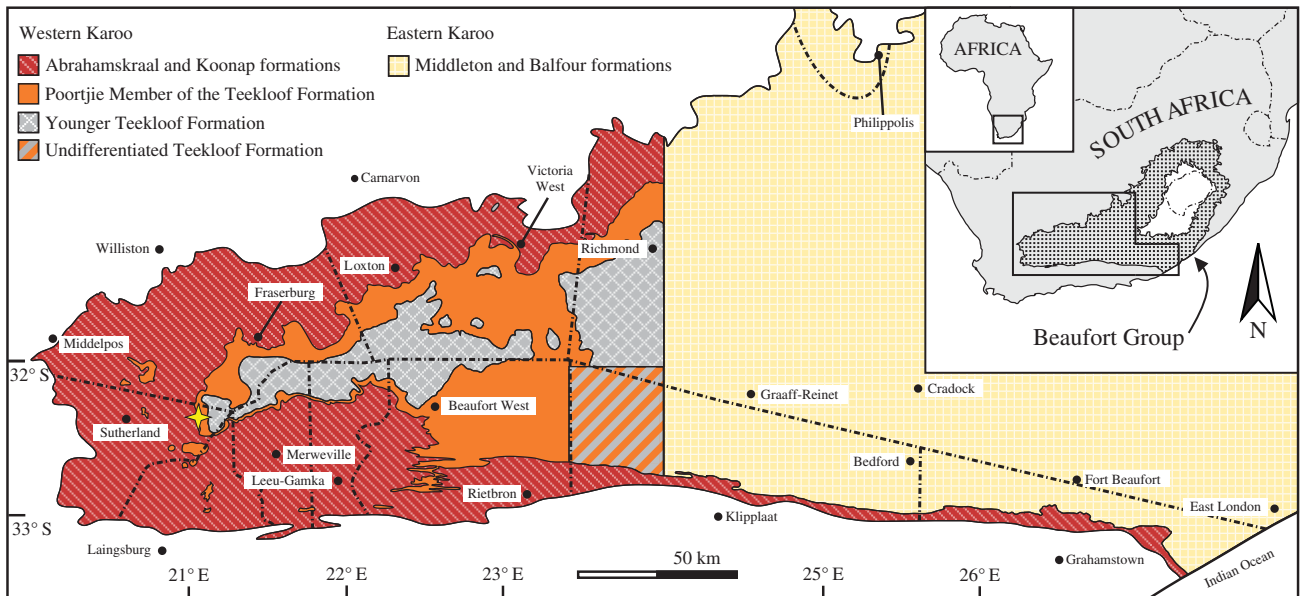 Western Karoo
Abrahanskraal and Koonap formations
Poortjie Member of the Teekloof Formation
Younger Teekloof Formation
Undifferentiated Teekloof Formation
Eastern Karoo
Middleton and Balfour formations
AFRICA
SOUTH AFRICA
Beaufort Group
N
Philippolis
Carnarvon
Victoria
West
Williston
Richmond
Loxton
Fraserburg
Middelpos
32° S
Graaff-Reinet
Cradock
Beaufort West
Sutherland
Merweville
Bedford
Leeu-Gamka
Fort Beaufort
Rietbron
East London
33° S
Klipplaat
Laingsburg
Grahamstown
Indian Ocean
50 km
21° E
22° E
23° E
25° E
26° E